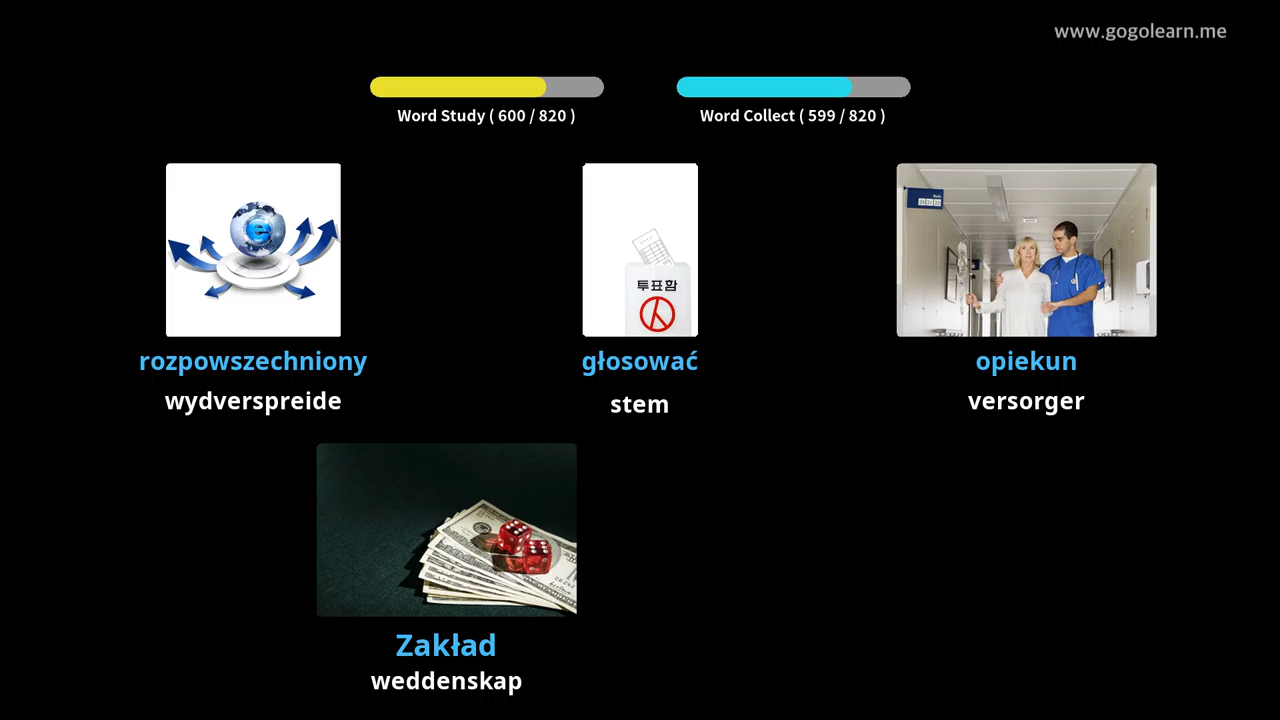 www.gogolearn.me
Word Study ( 600 / 820 )
Word Collect ( 599 / 820 )
투표함
rozpowszechniony
głosować
opiekun
wydverspreide
stem
versorger
Zakład
weddenskap